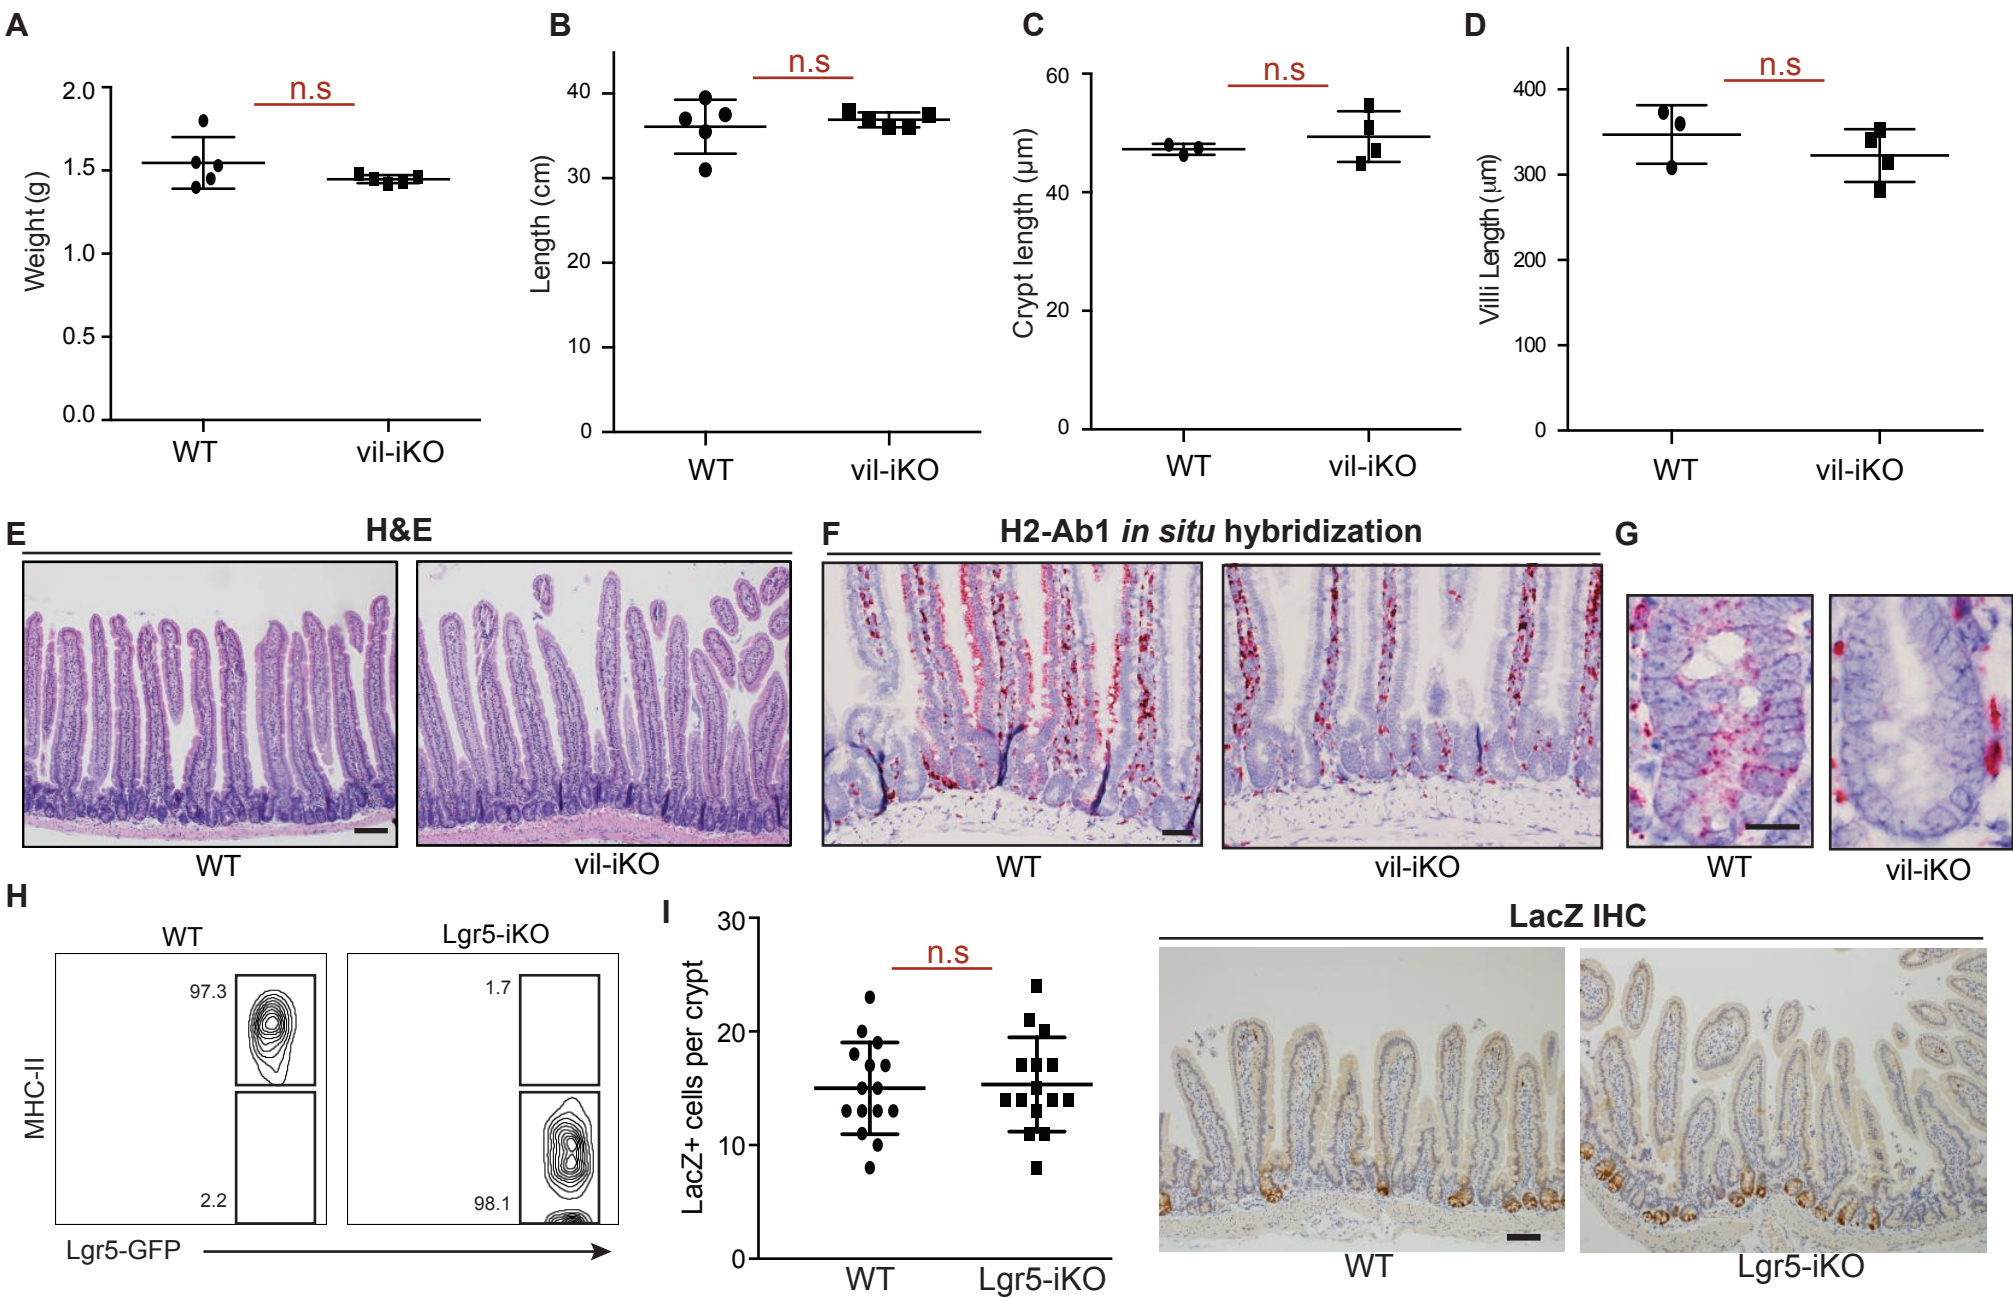 A
Weight (g)
2.0
1.5
1.0
0.5
0.0
n.s
WT
vil-iKO
B
Length (cm)
40
30
20
10
0
n.s
WT
vil-iKO
C
Crypt length (μm)
60
40
20
0
n.s
WT
vil-iKO
D
Villi Length (μm)
400
300
200
100
0
n.s
WT
vil-iKO
E
H&E
WT
vil-iKO
F
H2-Ab1 in situ hybridization
WT
vil-iKO
G
WT
vil-iKO
H
WT
Lgr5-iKO
97.3
2.2
1.7
98.1
MHC-II
Lgr5-GFP
I
LacZ+ cells per crypt
30
20
10
0
n.s
WT
Lgr5-iKO
LacZ IHC
WT
Lgr5-iKO